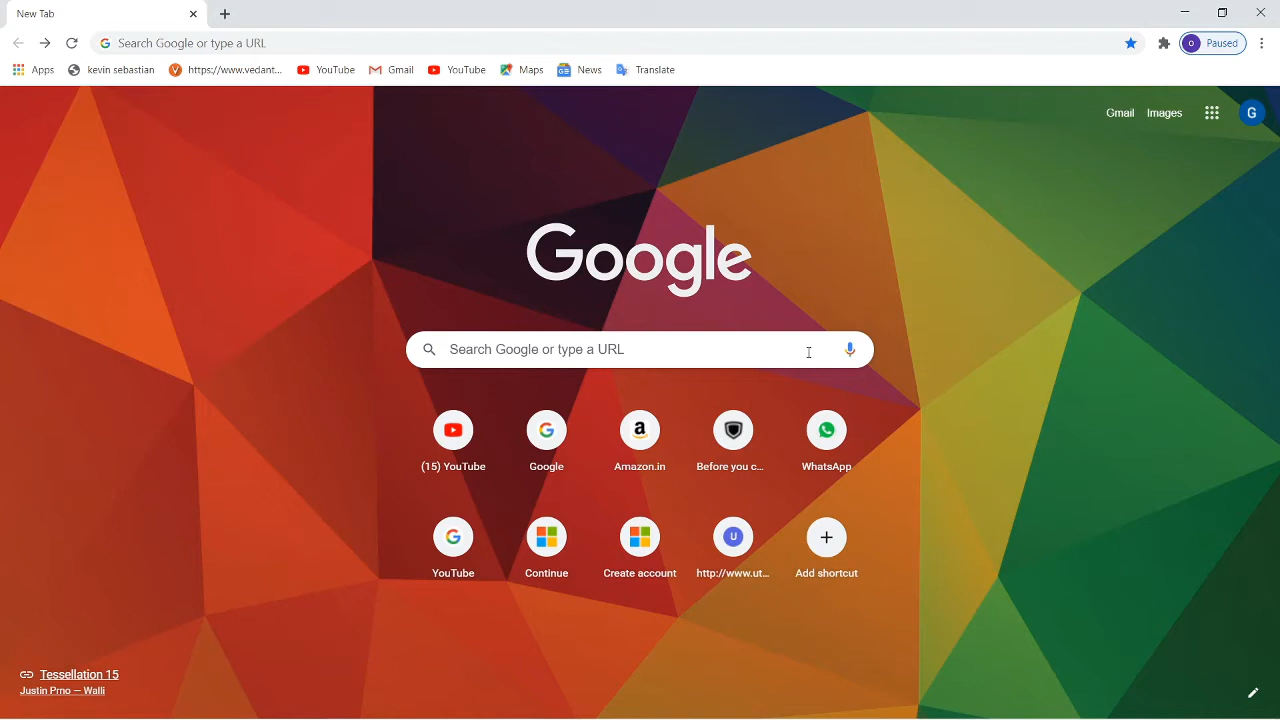 New Tab
Search Google or type a URL
Paused
Apps kevin sebastian https://www.vedant... YouTube Gmail YouTube Maps News Translate
Gmail Images G
Google
Search Google or type a URL
(15) YouTube Google Amazon.in Before you c... WhatsApp
U
YouTube Continue Create account http://www.ut... Add shortcut
Tessellation 15
Justin Prno — Walli